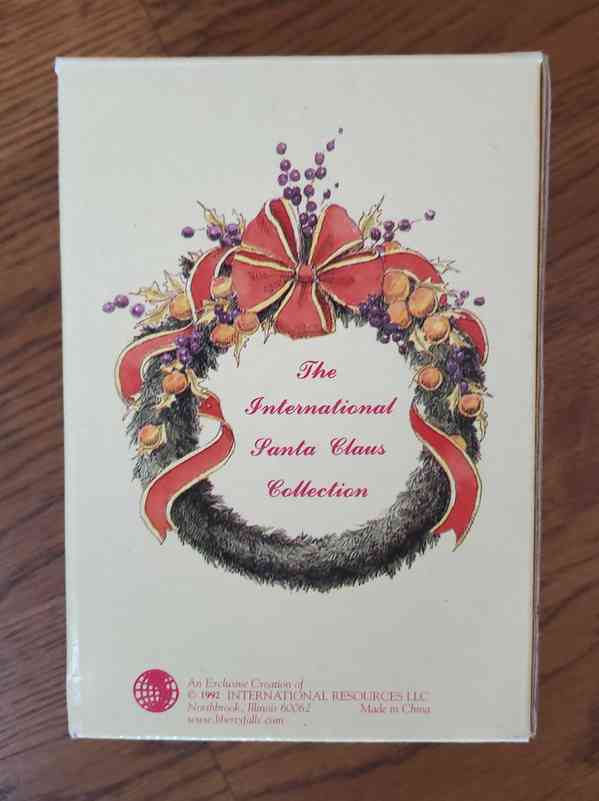 The
International
Santa Claus
Collection
An Exclusive Creation of
© 1992 INTERNATIONAL RESOURCES LLC
Northbrook, Illinois 60062 Made in China
www.libertyfalls.com